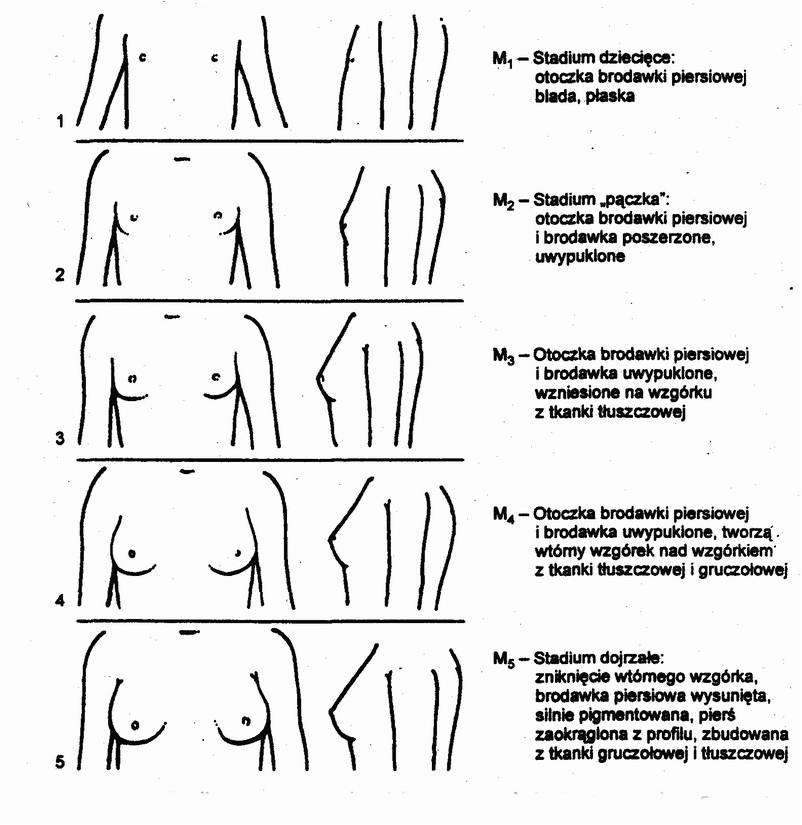 1
M1 – Stadium dziecięce:
otoczka brodawki piersiowej
blada, płaska
2
M2 – Stadium „pączka”:
otoczka brodawki piersiowej
i brodawka poszerzone,
uwypuklone
3
M3 – Otoczka brodawki piersiowej
i brodawka uwypuklone,
wzniesione na wzgórku
z tkanki tłuszczowej
4
M4 – Otoczka brodawki piersiowej
i brodawka uwypuklone, tworzą
wtórny wzgórek nad wzgórkiem
z tkanki tłuszczowej i gruczołowej
5
M5 – Stadium dojrzałe:
zniknięcie wtórnego wzgórka,
brodawka piersiowa wysunięta,
silnie pigmentowana, pierś
zaokrąglona z profilu, zbudowana
z tkanki gruczołowej i tłuszczowej